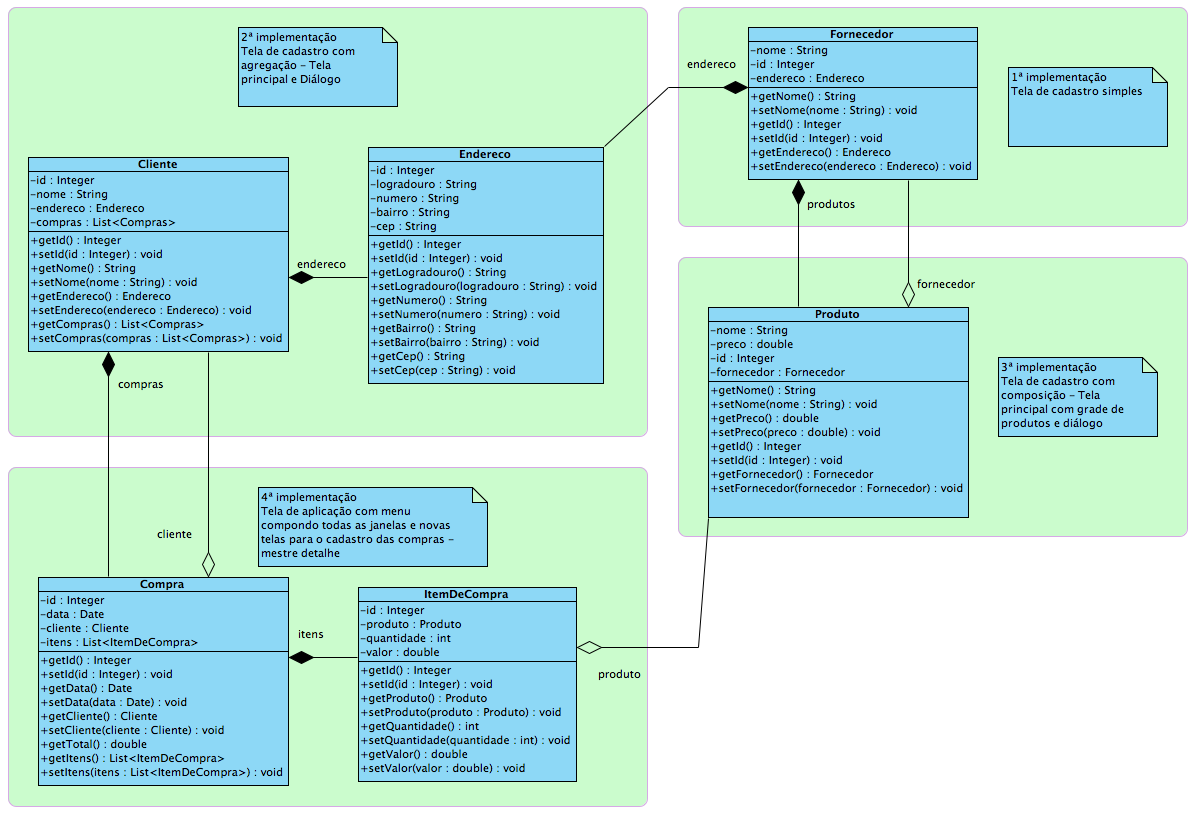 2ª implementação
Tela de cadastro com
agregação - Tela
principal e Diálogo
Cliente
-id : Integer
-nome : String
-endereco : Endereco
-compras : List<Compras>
+getId() : Integer
+setId(id : Integer) : void
+getNome() : String
+setNome(nome : String) : void
+getEndereco() : Endereco
+setEndereco(endereco : Endereco) : void
+getCompras() : List<Compras>
+setCompras(compras : List<Compras>) : void
endereco
Endereco
-id : Integer
-logradouro : String
-numero : String
-bairro : String
-cep : String
+getId() : Integer
+setId(id : Integer) : void
+getLogradouro() : String
+setLogradouro(logradouro : String) : void
+getNumero() : String
+setNumero(numero : String) : void
+getBairro() : String
+setBairro(bairro : String) : void
+getCep() : String
+setCep(cep : String) : void
endereco
Fornecedor
-nome : String
-id : Integer
-endereco : Endereco
+getNome() : String
+setNome(nome : String) : void
+getId() : Integer
+setId(id : Integer) : void
+getEndereco() : Endereco
+setEndereco(endereco : Endereco) : void
1ª implementação
Tela de cadastro simples
produtos
fornecedor
Produto
-nome : String
-preco : double
-id : Integer
-fornecedor : Fornecedor
+getNome() : String
+setNome(nome : String) : void
+getPreco() : double
+setPreco(preco : double) : void
+getId() : Integer
+setId(id : Integer) : void
+getFornecedor() : Fornecedor
+setFornecedor(fornecedor : Fornecedor) : void
3ª implementação
Tela de cadastro com
composição - Tela
principal com grade de
produtos e diálogo
compras
cliente
4ª implementação
Tela de aplicação com menu
compondo todas as janelas e novas
telas para o cadastro das compras -
mestre detalhe
Compra
-id : Integer
-data : Date
-cliente : Cliente
-itens : List<ItemDeCompra>
+getId() : Integer
+setId(id : Integer) : void
+getData() : Date
+setData(data : Date) : void
+getCliente() : Cliente
+setCliente(cliente : Cliente) : void
+getTotal() : double
+getItens() : List<ItemDeCompra>
+setItens(itens : List<ItemDeCompra>) : void
itens
ItemDeCompra
-id : Integer
-produto : Produto
-quantidade : int
-valor : double
+getId() : Integer
+setId(id : Integer) : void
+getProduto() : Produto
+setProduto(produto : Produto) : void
+getQuantidade() : int
+setQuantidade(quantidade : int) : void
+getValor() : double
+setValor(valor : double) : void
produto